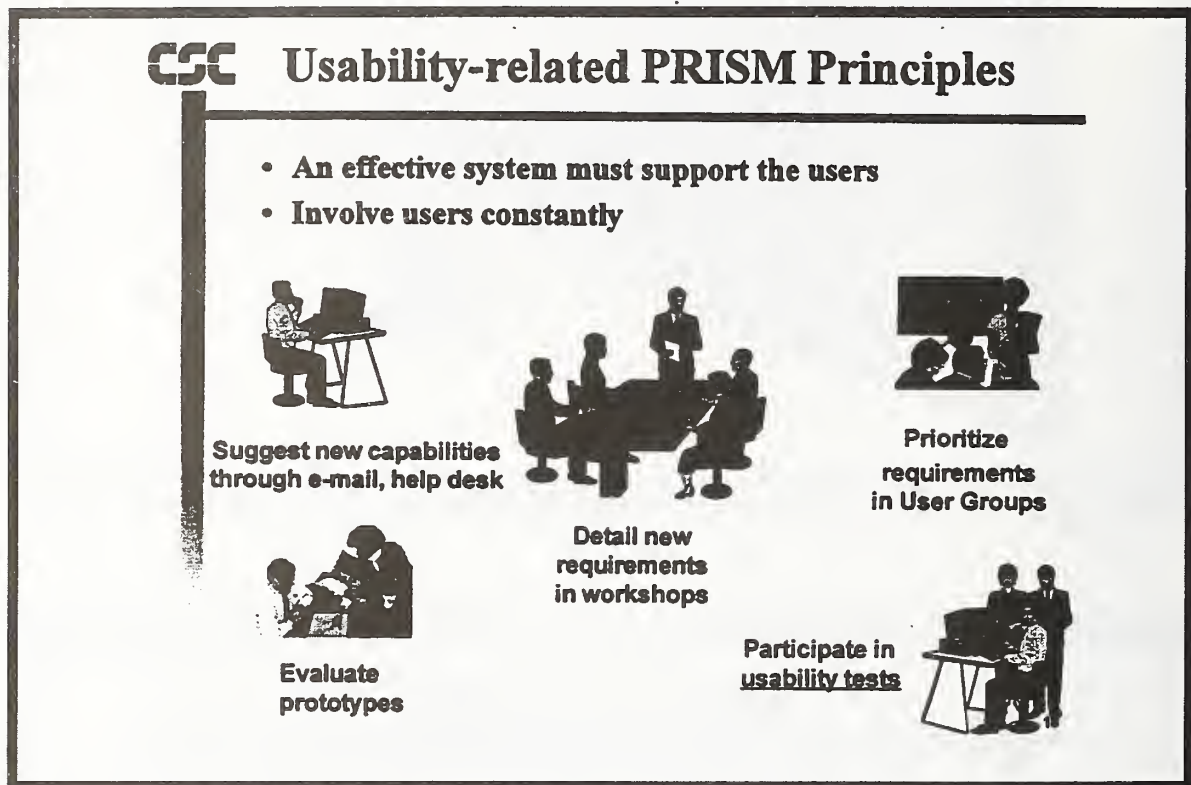 CSC Usability-related PRISM Principles
• An effective system must support the users
• Involve users constantly
Suggest new capabilities
through e-mail, help desk
Detail new
requirements
in workshops
Prioritize
requirements
in User Groups
Evaluate
prototypes
Participate in
usability tests